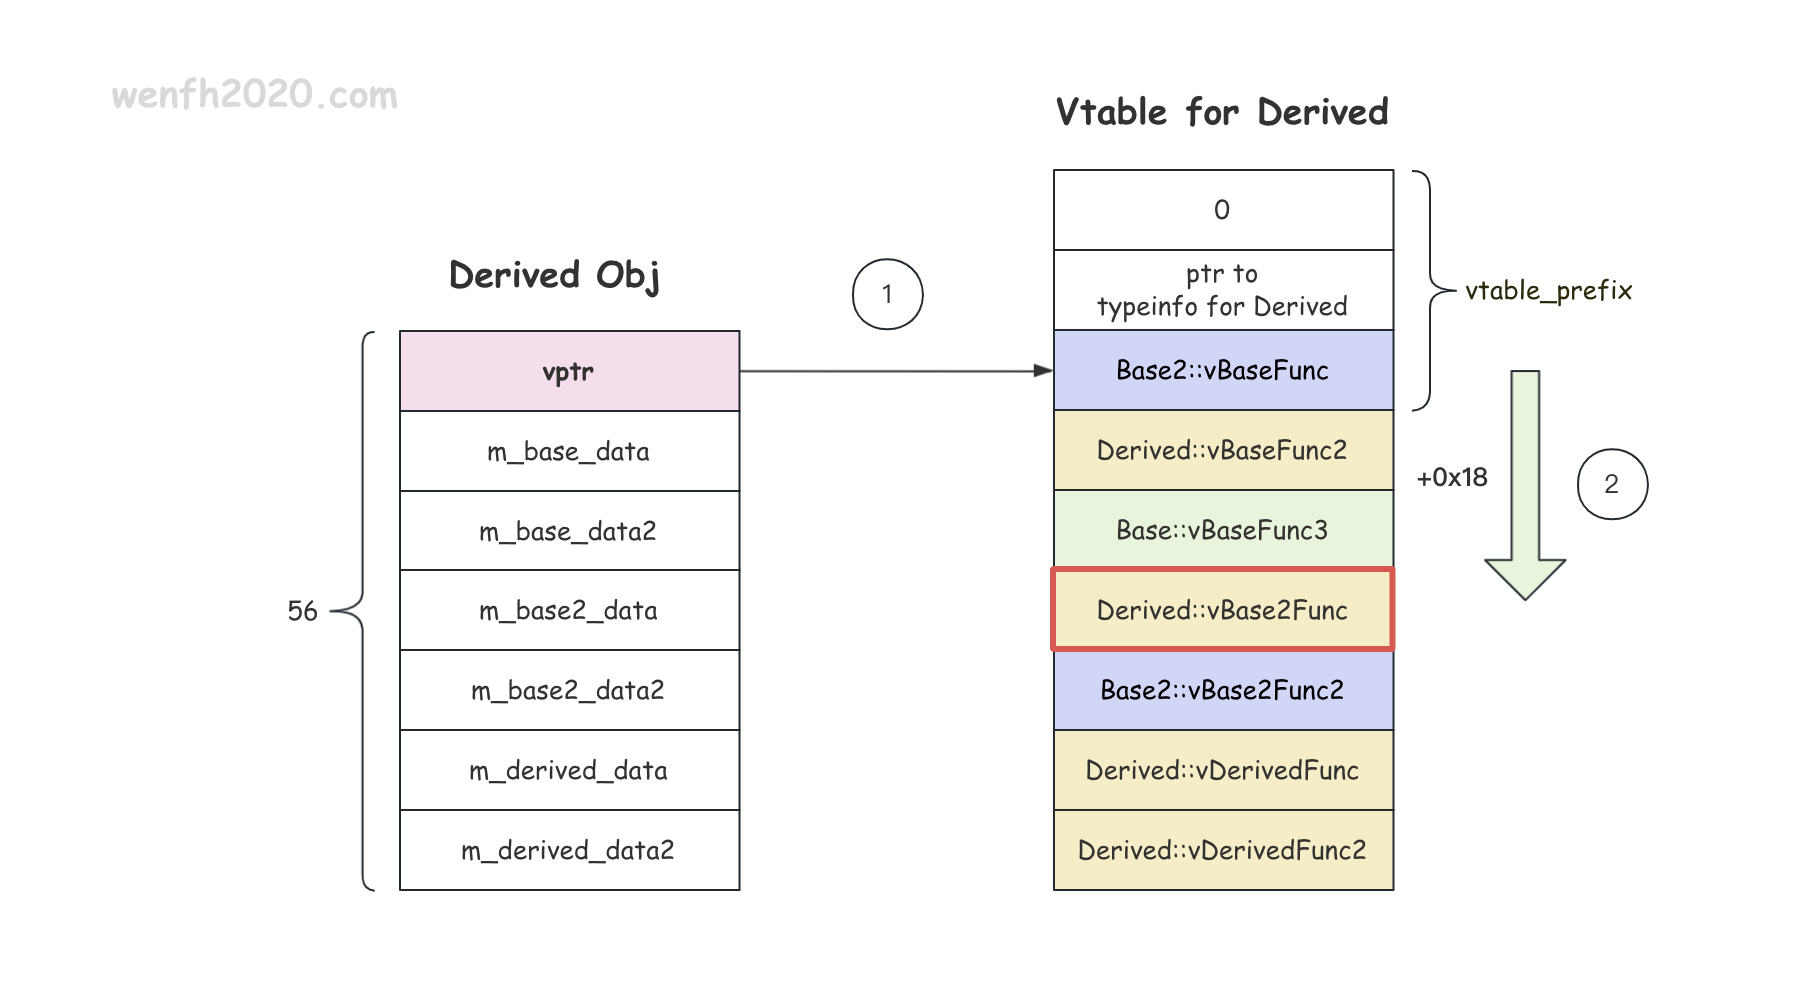 wenfh2020.com
Vtable for Derived
Derived Obj
1
0
ptr to
typeinfo for Derived
vtable_prefix
vptr
Base2::vBaseFunc
m_base_data
Derived::vBaseFunc2
+0x18
2
m_base_data2
Base::vBaseFunc3
56
m_base2_data
Derived::vBase2Func
m_base2_data2
Base2::vBase2Func2
m_derived_data
Derived::vDerivedFunc
m_derived_data2
Derived::vDerivedFunc2